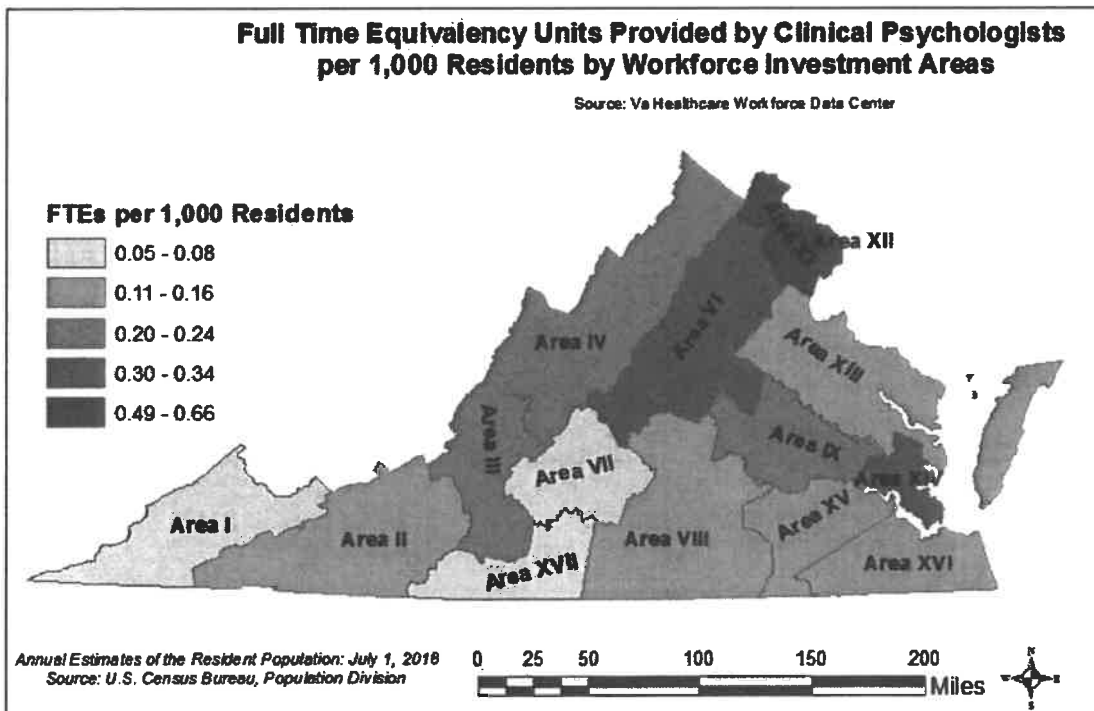 Full Time Equivalency Units Provided by Clinical Psychologists
per 1,000 Residents by Workforce Investment Areas
Source: Va Healthcare Workforce Data Center
FTEs per 1,000 Residents
0.05 - 0.08
0.11 - 0.16
0.20 - 0.24
0.30 - 0.34
0.49 - 0.66
Area XII
Area IV
Area VI
Area XIII
Area III
Area VII
Area IX
Area XIV
Area I
Area II
Area XVII
Area VIII
Area XV
Area XVI
Annual Estimates of the Resident Population: July 1, 2018
Source: U.S. Census Bureau, Population Division
0 25 50 100 150 200
Miles
N
W E
S